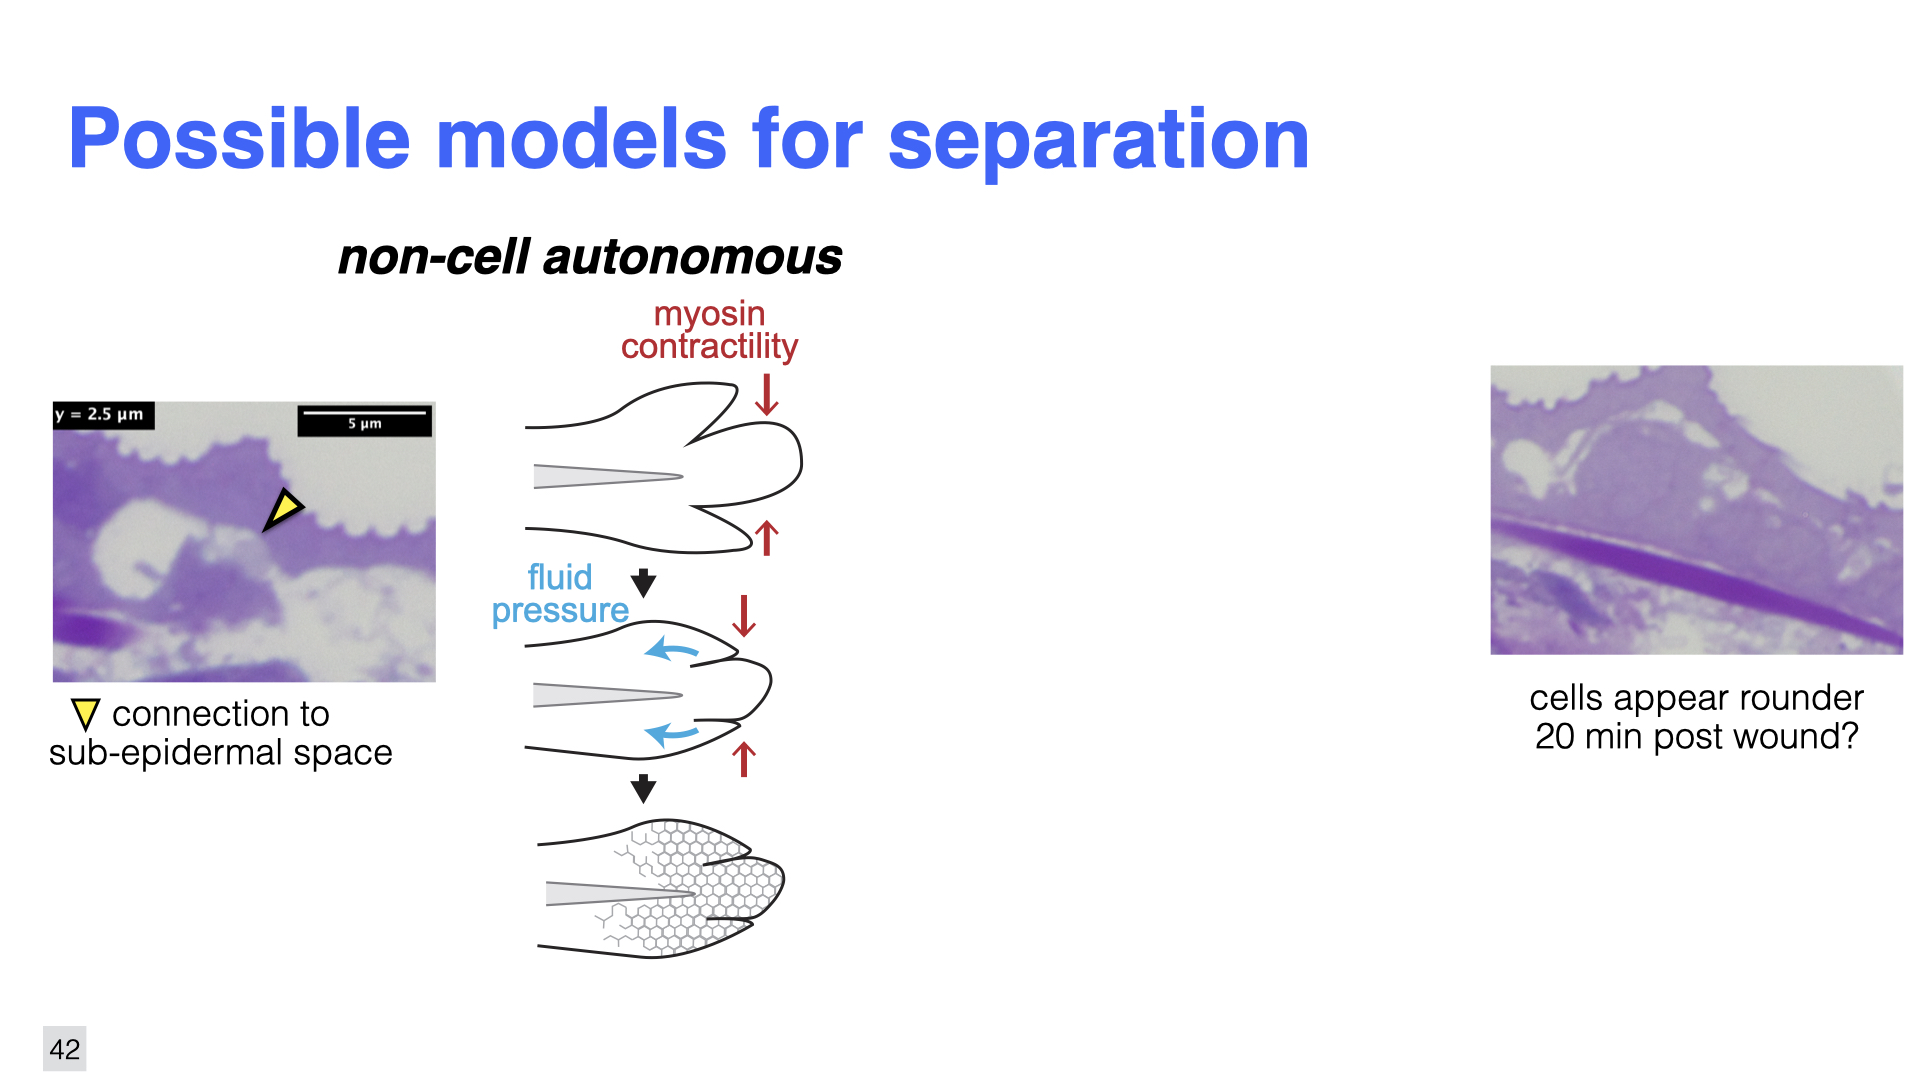 Possible models for separation
non-cell autonomous
myosin
contractility
y = 2.5 µm
5 µm
connection to
sub-epidermal space
fluid
pressure
cells appear rounder
20 min post wound?
42